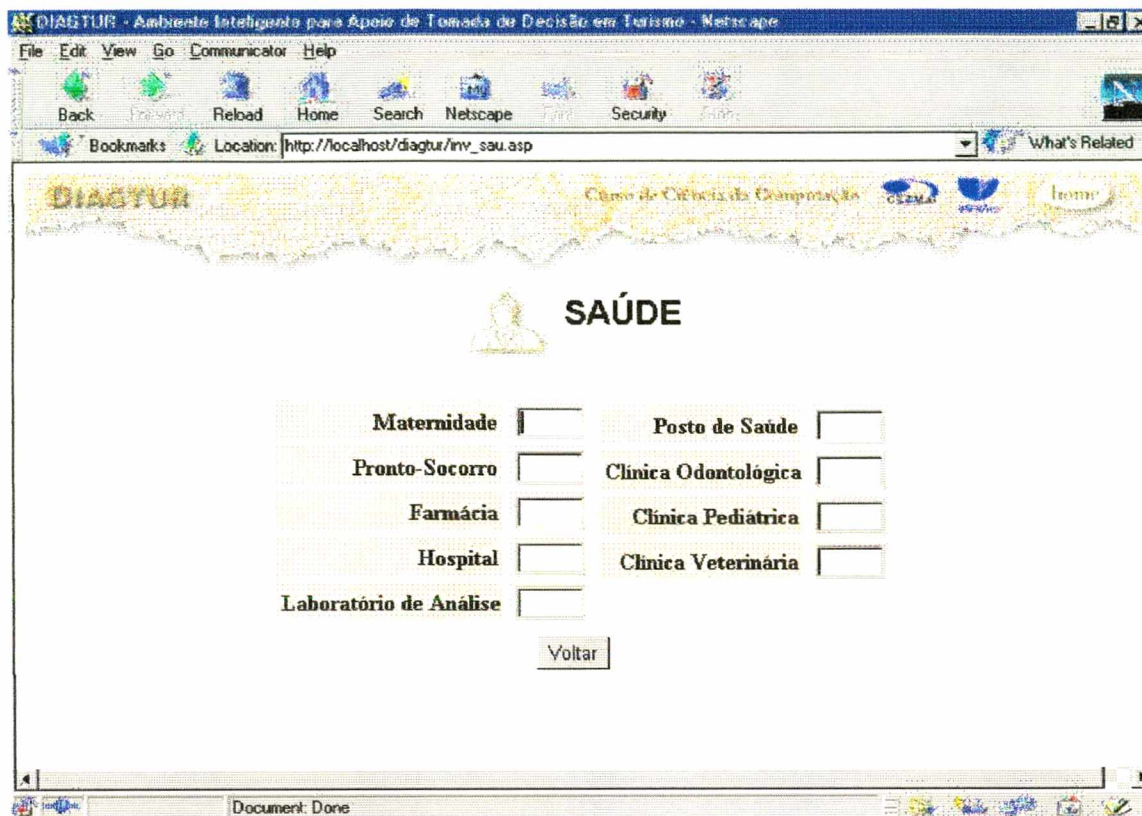 DIAGTUR - Ambiente Inteligente para Apoio de Tomada de Decisão em Turismo - Netscape
File Edit View Go Communicator Help
Back Forward Reload Home Search Netscape Print Security
Bookmarks Location: http://localhost/diagtur/inv_sau.asp What's Related
DIAGTUR Curso de Ciência da Computação home
SAÚDE
Maternidade Posto de Saúde
Pronto-Socorro Clínica Odontológica
Farmácia Clínica Pediátrica
Hospital Clínica Veterinária
Laboratório de Análise
Voltar
Document: Done